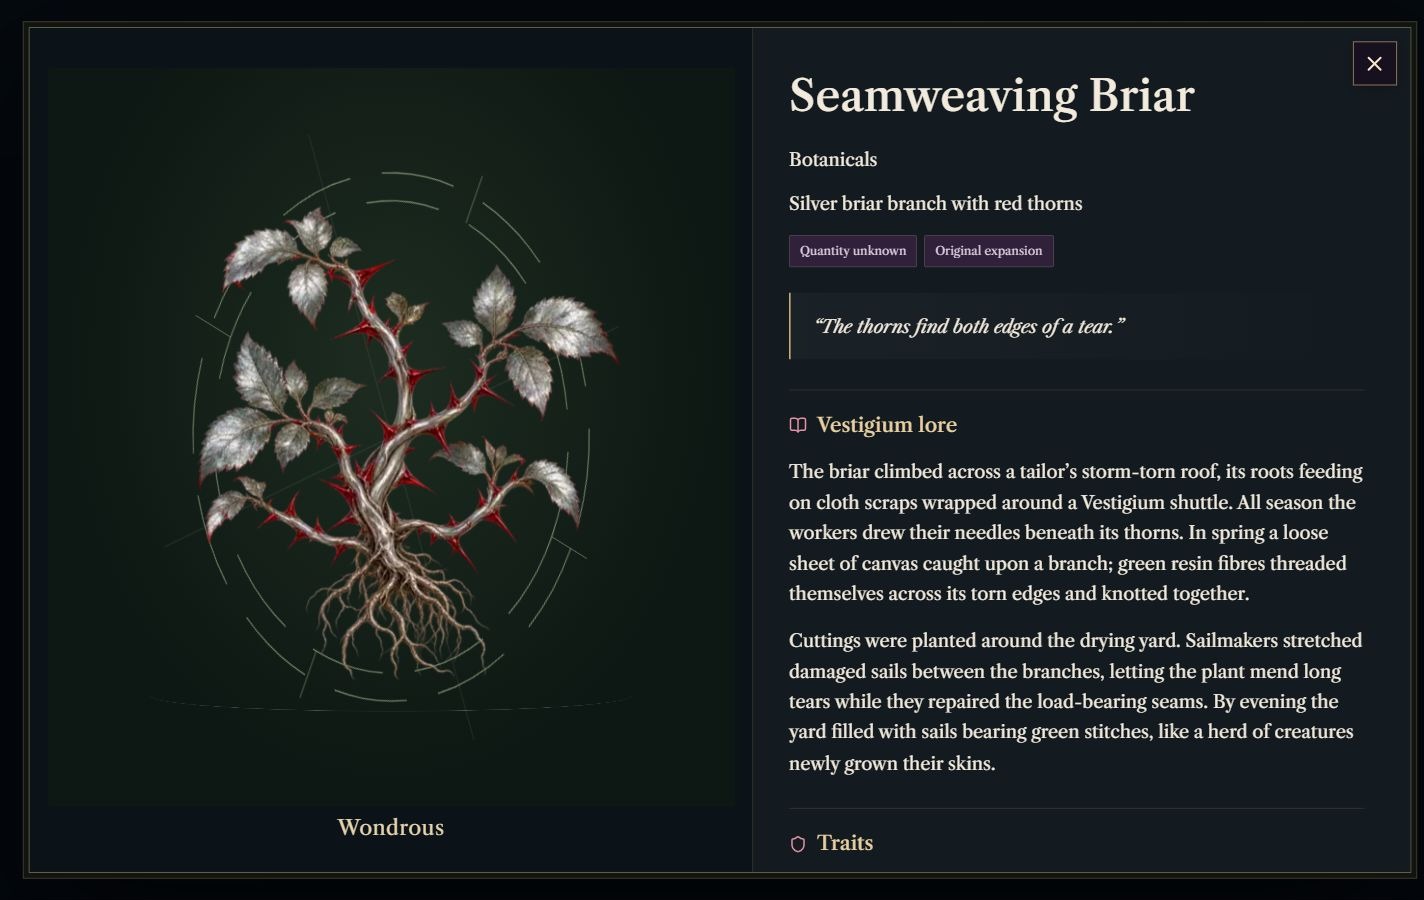 Seamweaving Briar
Botanicals
Silver briar branch with red thorns
Quantity unknown
Original expansion
“The thorns find both edges of a tear.”
Vestigium lore
The briar climbed across a tailor’s storm-torn roof, its roots feeding
on cloth scraps wrapped around a Vestigium shuttle. All season the
workers drew their needles beneath its thorns. In spring a loose
sheet of canvas caught upon a branch; green resin fibres threaded
themselves across its torn edges and knotted together.
Cuttings were planted around the drying yard. Sailmakers stretched
damaged sails between the branches, letting the plant mend long
tears while they repaired the load-bearing seams. By evening the
yard filled with sails bearing green stitches, like a herd of creatures
newly grown their skins.
Traits
Wondrous